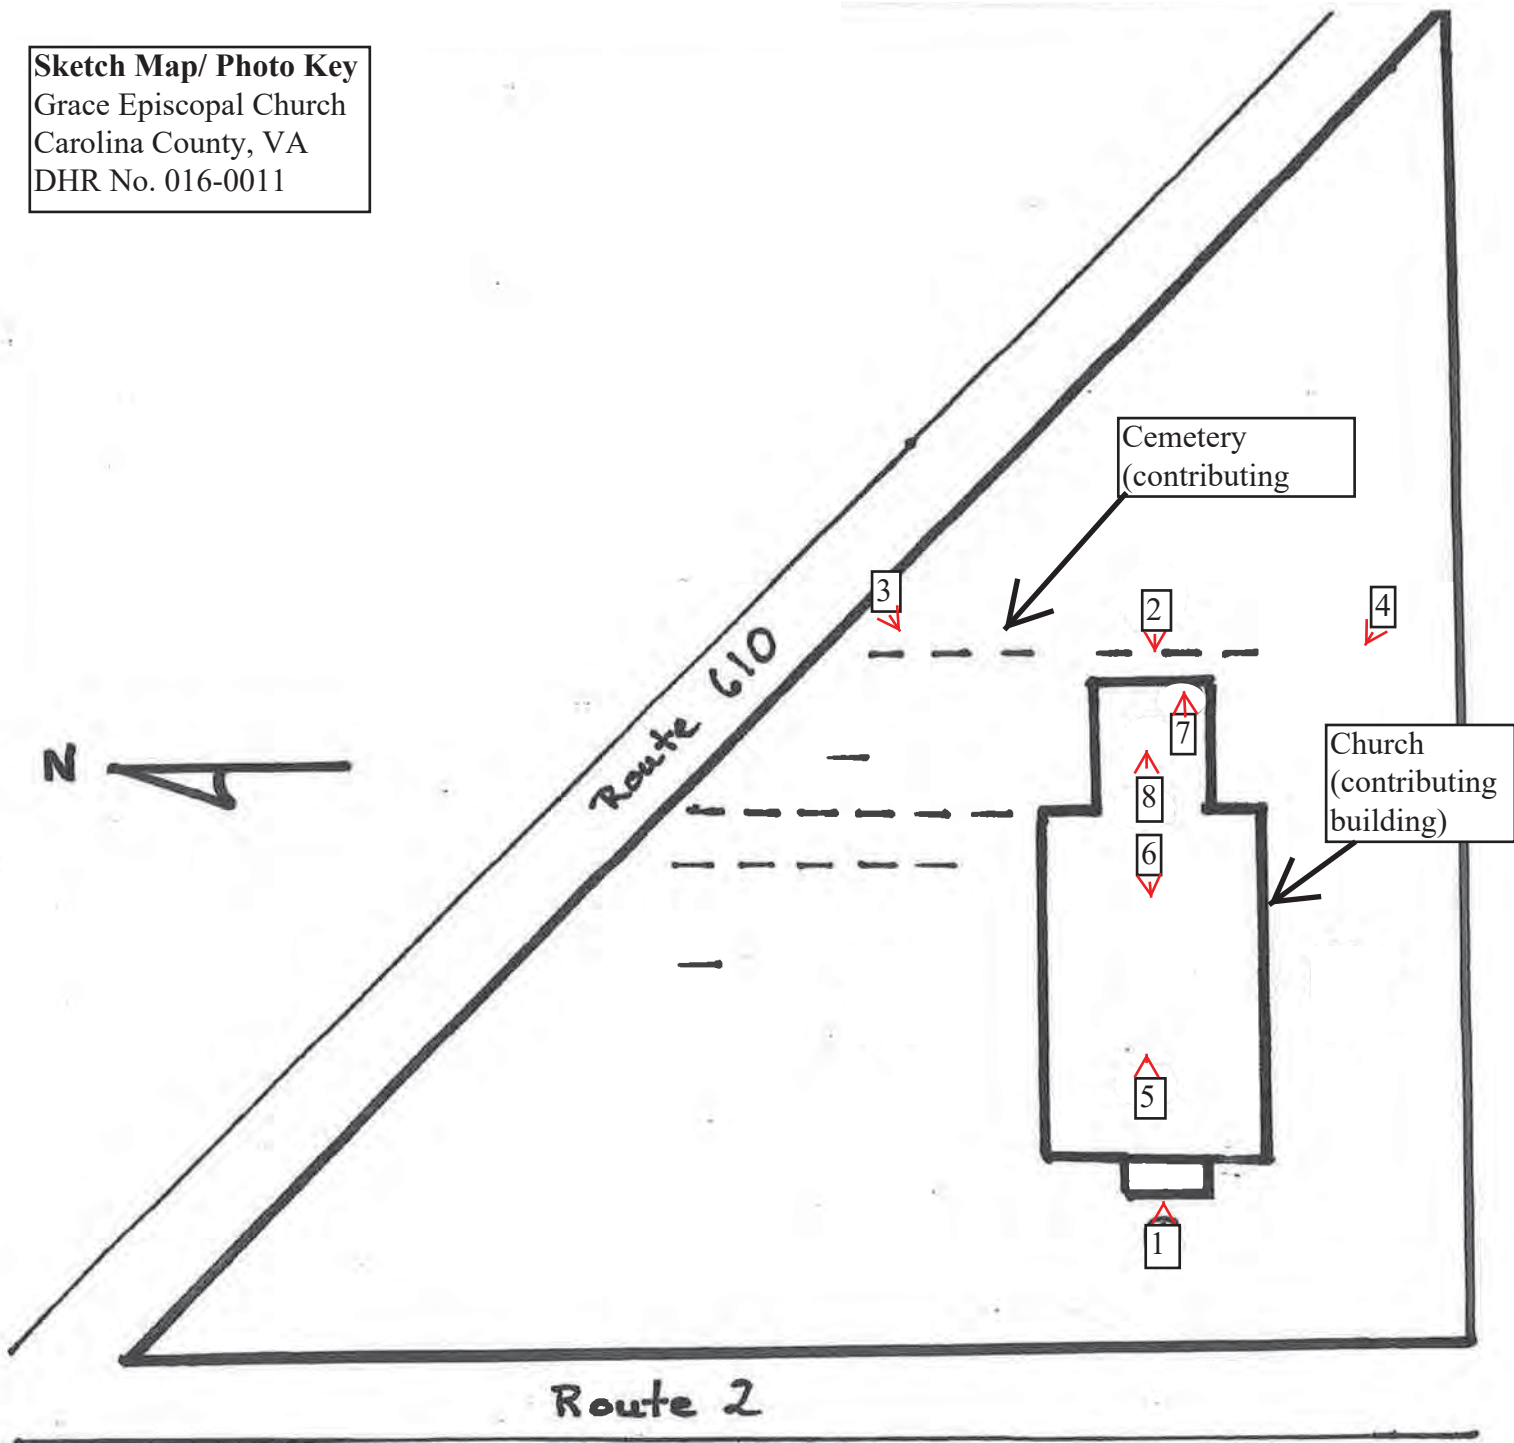 Sketch Map/ Photo Key
Grace Episcopal Church
Carolina County, VA
DHR No. 016-0011
Cemetery
(contributing
3
2
4
Route 610
N
7
Church
(contributing
building)
8
6
5
1
Route 2